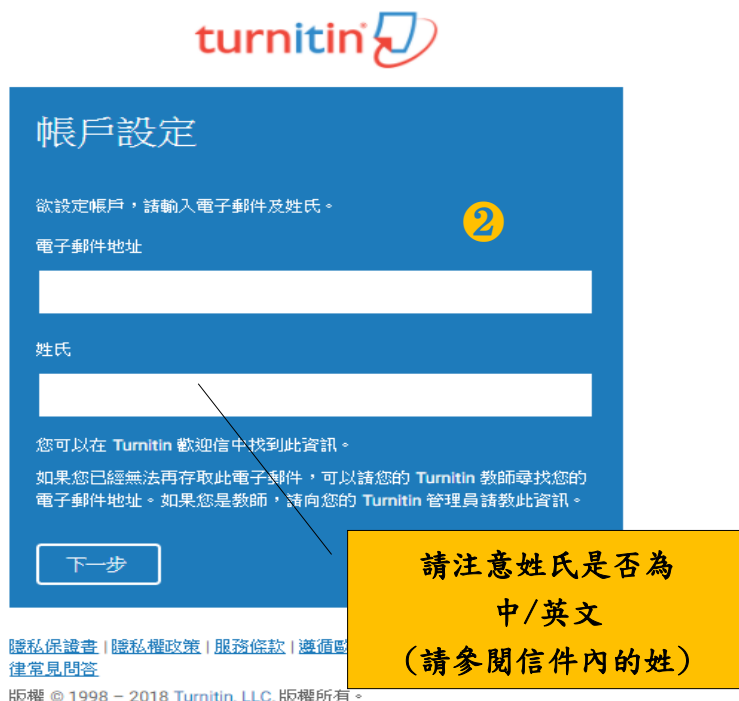 turnitin
帳戶設定
欲設定帳戶，請輸入電子郵件及姓氏。
2
電子郵件地址
姓氏
您可以在 Turnitin 歡迎信中找到此資訊。
如果您已經無法再存取此電子郵件，可以請您的 Turnitin 教師尋找您的
電子郵件地址。如果您是教師，請向您的 Turnitin 管理員請教此資訊。
下一步
請注意姓氏是否為
中/英文
(請參閱信件內的姓)
隱私保證書 | 隱私權政策 | 服務條款 | 遵循歐
律常見問答
版權 © 1998 – 2018 Turnitin, LLC. 版權所有。